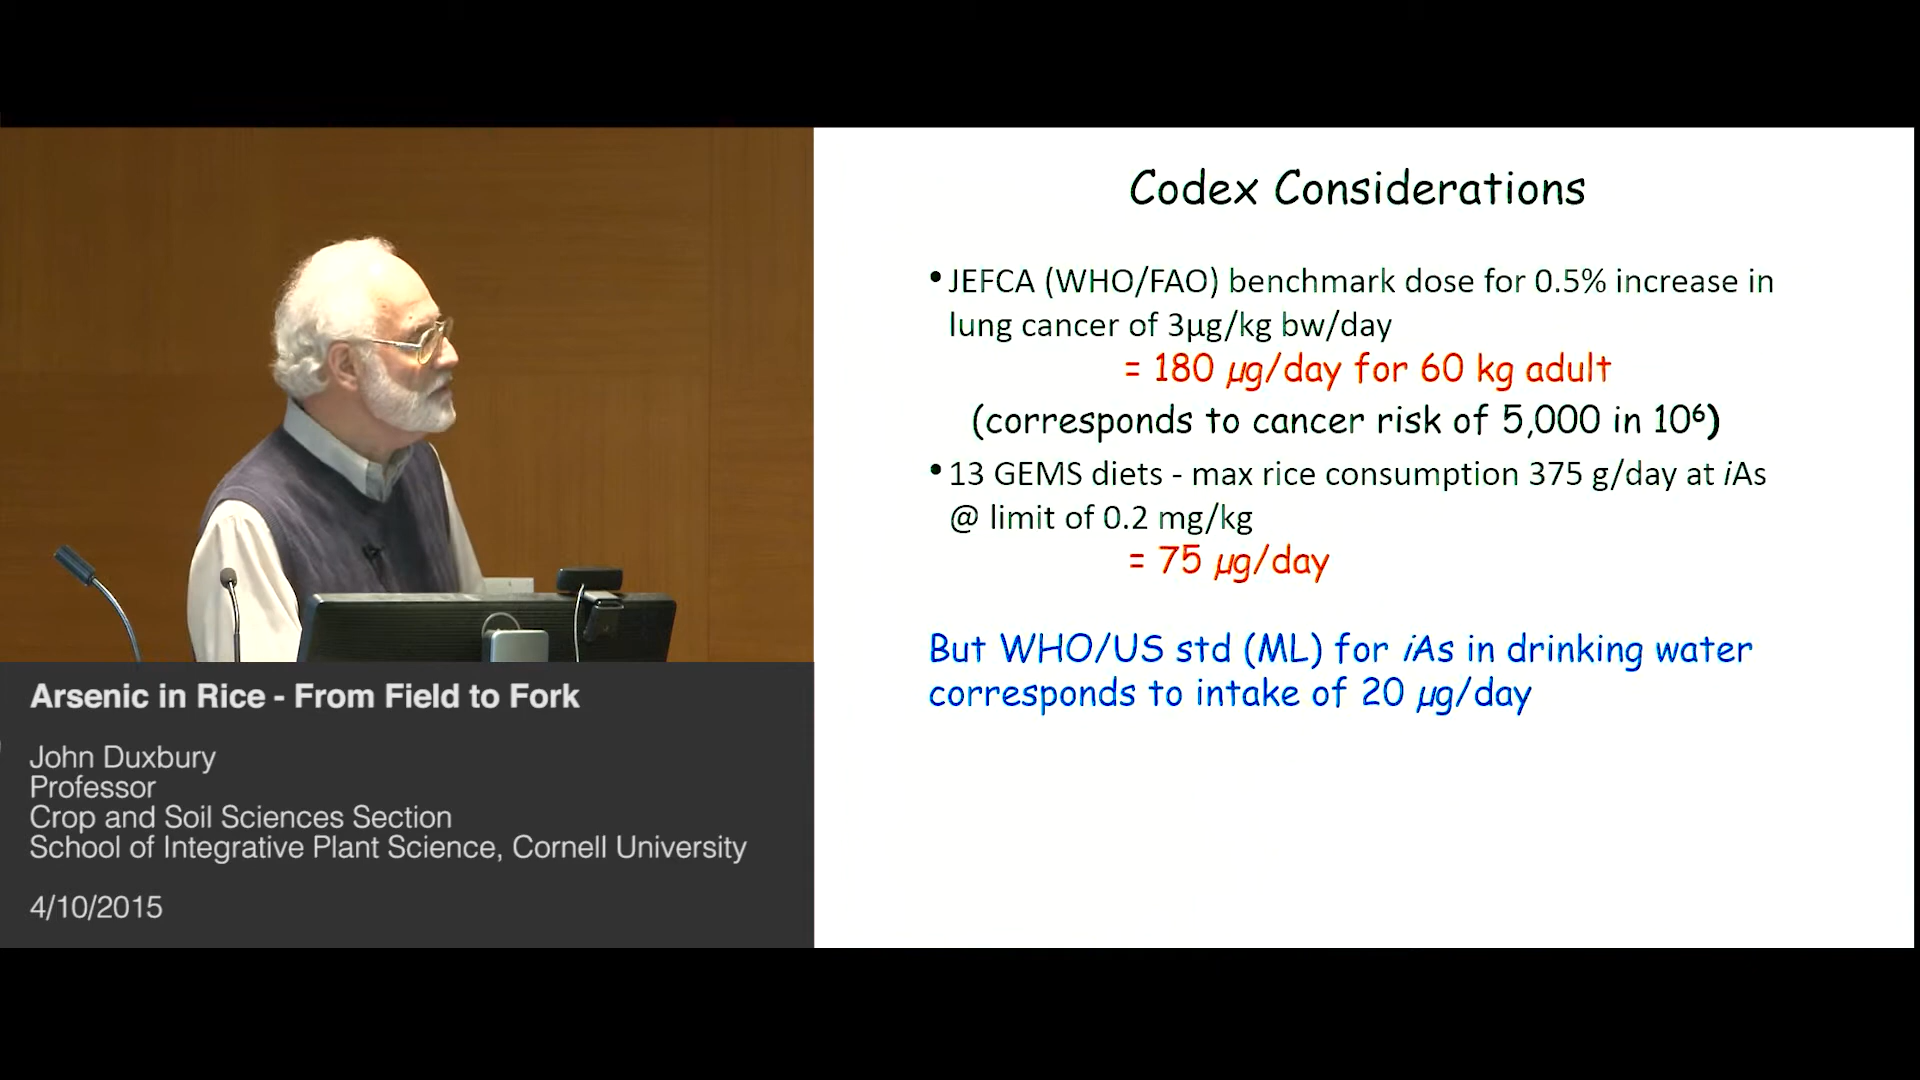 Codex Considerations
• JEFCA (WHO/FAO) benchmark dose for 0.5% increase in
lung cancer of 3µg/kg bw/day
= 180 µg/day for 60 kg adult
(corresponds to cancer risk of 5,000 in 10⁶)
• 13 GEMS diets - max rice consumption 375 g/day at iAs
@ limit of 0.2 mg/kg
= 75 µg/day
But WHO/US std (ML) for iAs in drinking water
corresponds to intake of 20 µg/day
Arsenic in Rice - From Field to Fork
John Duxbury
Professor
Crop and Soil Sciences Section
School of Integrative Plant Science, Cornell University
4/10/2015